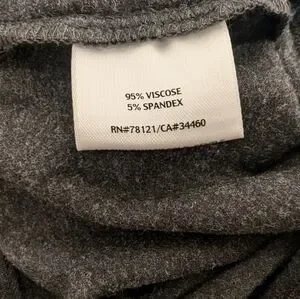 95% VISCOSE
5% SPANDEX
RN#78121/CA#34460